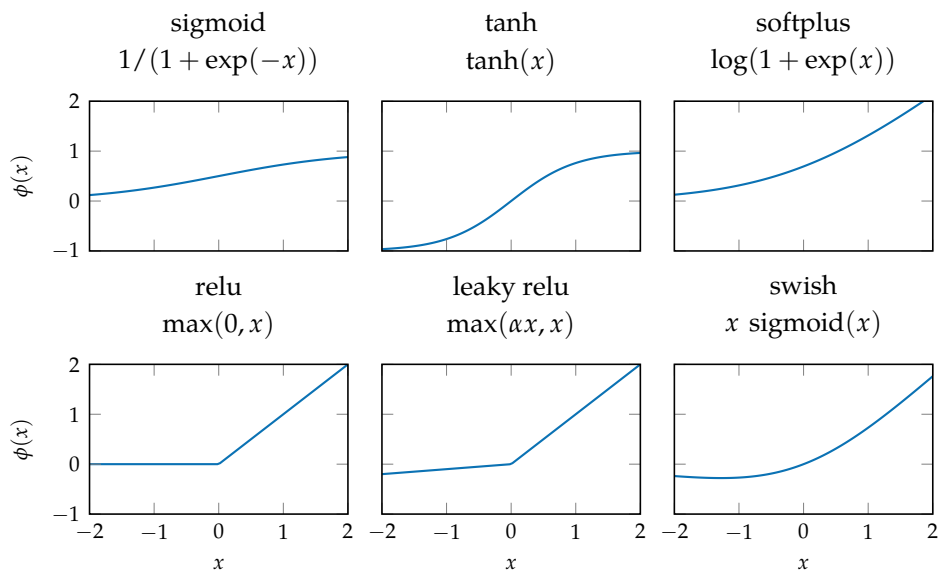 sigmoid
1/(1 + exp(−x))
tanh
tanh(x)
softplus
log(1 + exp(x))
2
1
0
−1
ϕ(x)
relu
max(0, x)
leaky relu
max(αx, x)
swish
x sigmoid(x)
2
1
0
−1
ϕ(x)
−2 −1 0 1 2
x
−2 −1 0 1 2
x
−2 −1 0 1 2
x